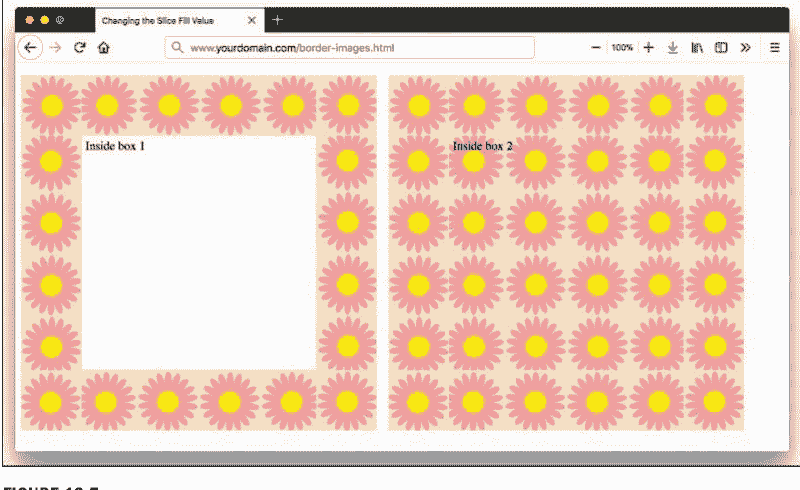 Changing the Slice Fill Value
www.yourdomain.com/border-images.html
100%
Inside box 1
Inside box 2